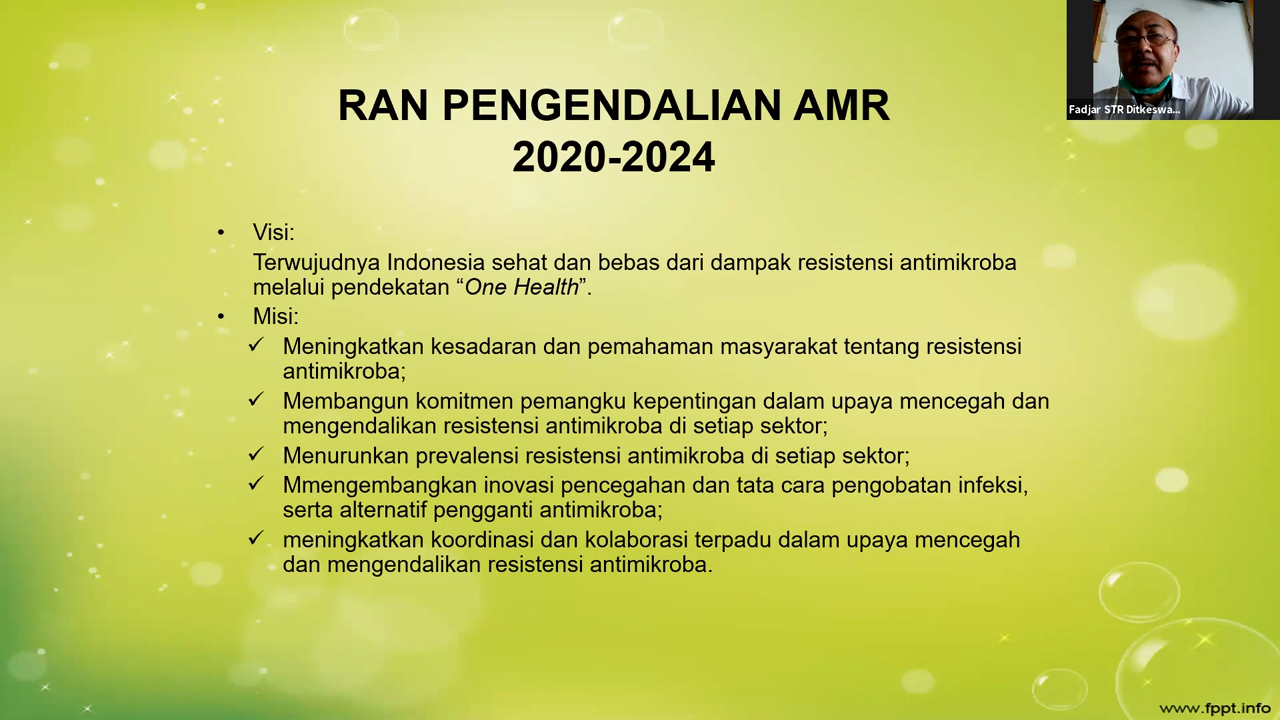 RAN PENGENDALIAN AMR
2020-2024
• Visi:
Terwujudnya Indonesia sehat dan bebas dari dampak resistensi antimikroba
melalui pendekatan “One Health”.
• Misi:
✓ Meningkatkan kesadaran dan pemahaman masyarakat tentang resistensi
antimikroba;
✓ Membangun komitmen pemangku kepentingan dalam upaya mencegah dan
mengendalikan resistensi antimikroba di setiap sektor;
✓ Menurunkan prevalensi resistensi antimikroba di setiap sektor;
✓ Mmengembangkan inovasi pencegahan dan tata cara pengobatan infeksi,
serta alternatif pengganti antimikroba;
✓ meningkatkan koordinasi dan kolaborasi terpadu dalam upaya mencegah
dan mengendalikan resistensi antimikroba.
Fadjar STR Ditkeswa...
www.fppt.info